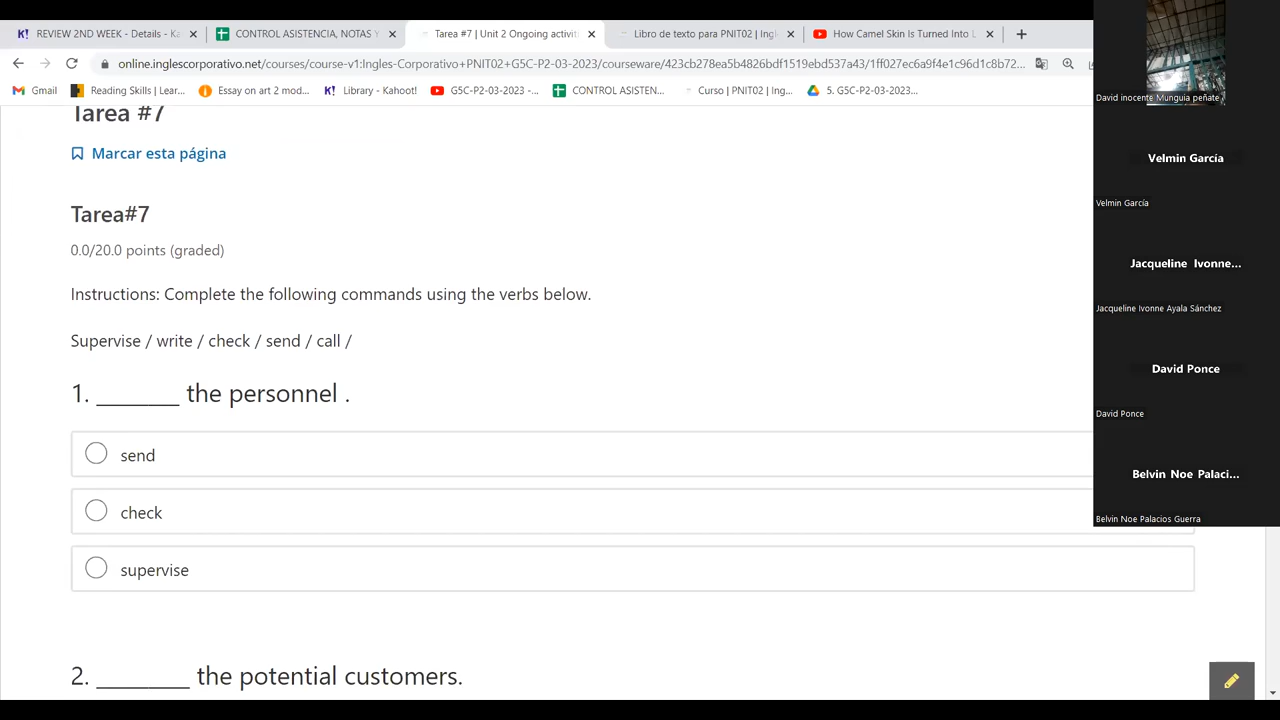 REVIEW 2ND WEEK - Details - Ka
CONTROL ASISTENCIA, NOTAS Y
Tarea #7 | Unit 2 Ongoing activiti
Libro de texto para PNIT02 | Ingl
How Camel Skin Is Turned Into L
online.inglescorporativo.net/courses/course-v1:Ingles-Corporativo+PNIT02+G5C-P2-03-2023/courseware/423cb278ea5b4826bdf1519ebd537a43/1ff027ec6a9f4e1c96d1c8b72...
Gmail
Reading Skills | Lear...
Essay on art 2 mod...
Library - Kahoot!
G5C-P2-03-2023 -...
CONTROL ASISTEN...
Curso | PNIT02 | Ing...
5. G5C-P2-03-2023...
Tarea #7
Marcar esta página
Tarea#7
0.0/20.0 points (graded)
Instructions: Complete the following commands using the verbs below.
Supervise / write / check / send / call /
1. ________ the personnel .
send
check
supervise
2. _________ the potential customers.
David inocente Munguia peñate
Velmin García
Velmin García
Jacqueline Ivonne...
Jacqueline Ivonne Ayala Sánchez
David Ponce
David Ponce
Belvin Noe Palaci...
Belvin Noe Palacios Guerra